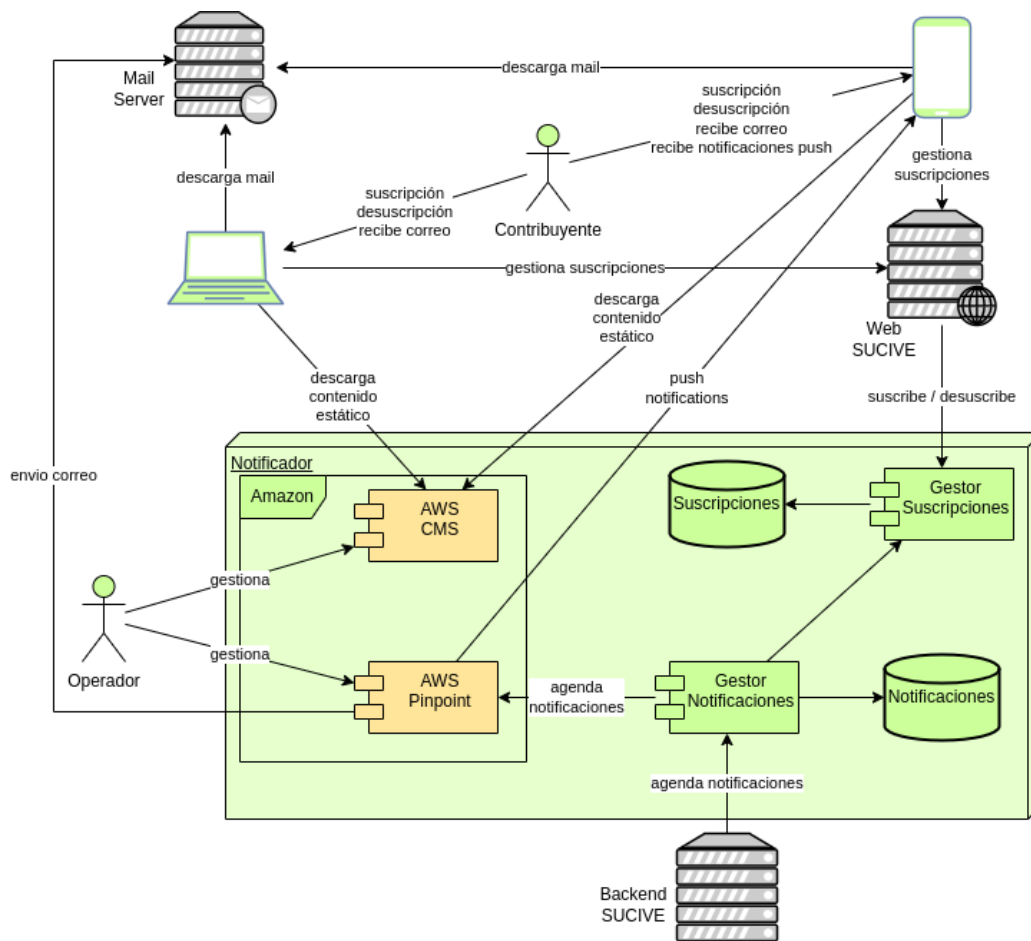 Mail
Server
descarga mail
suscripción
desuscripción
recibe correo
recibe notificaciones push
gestiona
suscripciones
descarga mail
suscripción
desuscripción
recibe correo
Contribuyente
gestiona suscripciones
Web
SUCIVE
descarga
contenido
estático
descarga
contenido
estático
push
notifications
suscribe / desuscribe
envio correo
Notificador
Amazon
AWS
CMS
Suscripciones
Gestor
Suscripciones
gestiona
Operador
gestiona
AWS
Pinpoint
agenda
notificaciones
Gestor
Notificaciones
Notificaciones
agenda notificaciones
Backend
SUCIVE